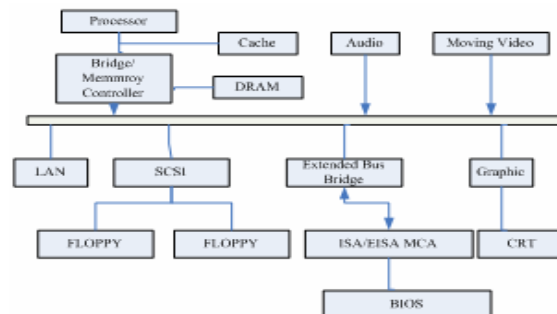 Processor
Cache
Audio
Moving Video
Bridge/
Memmroy
Controller
DRAM
LAN
SCSI
Extended Bus
Bridge
Graphic
FLOPPY
FLOPPY
ISA/EISA MCA
CRT
BIOS